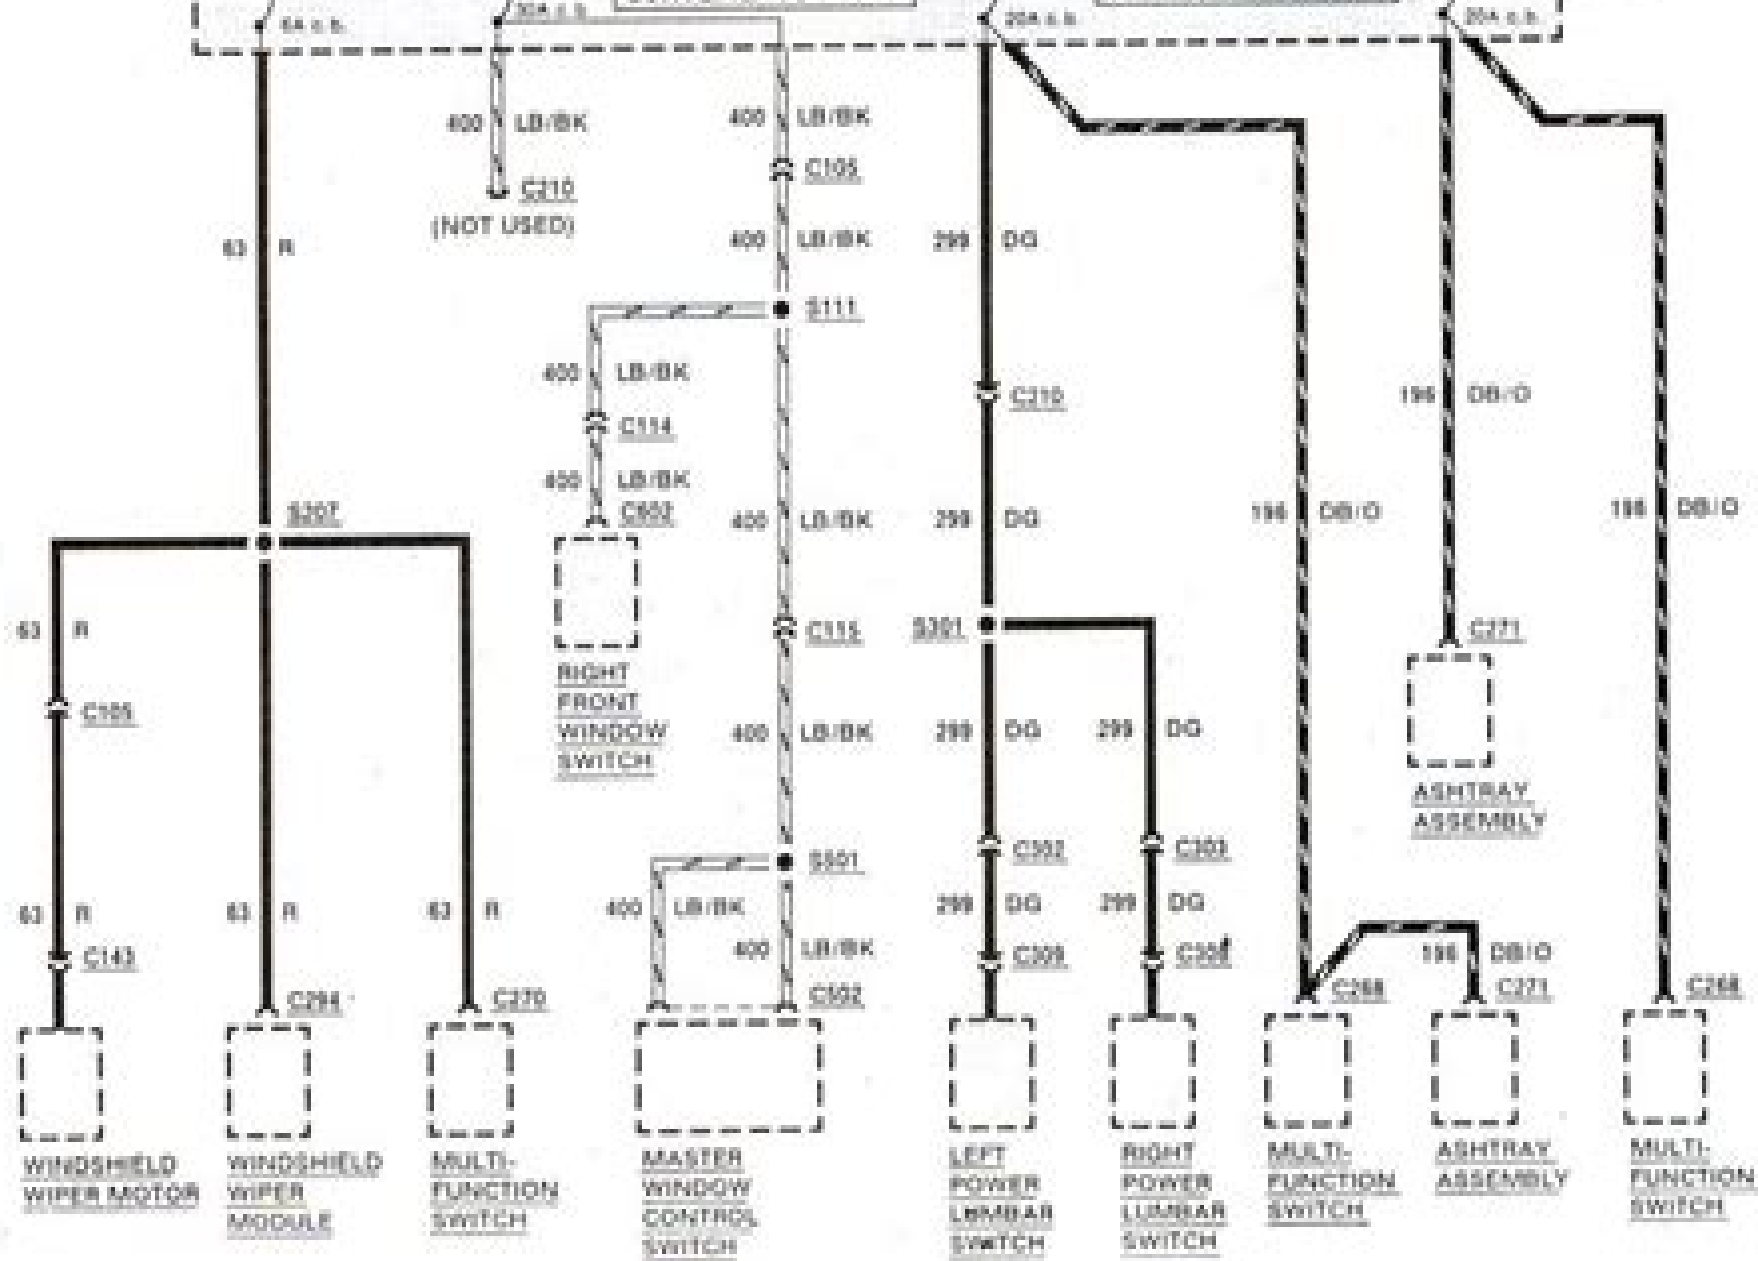 6A c.b.
30A c.b.
20A c.b.
20A c.b.
400 LB/BK
400 LB/BK
C105
C210
(NOT USED)
63 R
400 LB/BK
299 DG
S111
400 LB/BK
C210
196 DB/O
C114
400 LB/BK
C602
S207
400 LB/BK
299 DG
196 DB/O
196 DB/O
63 R
C115
S301
C271
RIGHT
FRONT
WINDOW
SWITCH
C105
400 LB/BK
299 DG
299 DG
ASHTRAY
ASSEMBLY
S501
C302
C303
63 R
63 R
63 R
400 LB/BK
299 DG
299 DG
400 LB/BK
196 DB/O
C143
C309
C294
C270
C502
C268
C271
C268
WINDSHIELD
WIPER MOTOR
WINDSHIELD
WIPER
MODULE
MULTI-
FUNCTION
SWITCH
MASTER
WINDOW
CONTROL
SWITCH
LEFT
POWER
LUMBAR
SWITCH
RIGHT
POWER
LUMBAR
SWITCH
MULTI-
FUNCTION
SWITCH
ASHTRAY
ASSEMBLY
MULTI-
FUNCTION
SWITCH